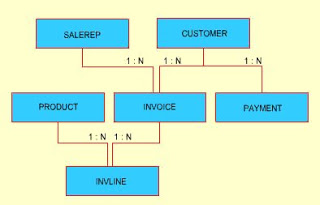 SALEREP
CUSTOMER
1 : N
1 : N
1 : N
PRODUCT
INVOICE
PAYMENT
1 : N
1 : N
INVLINE